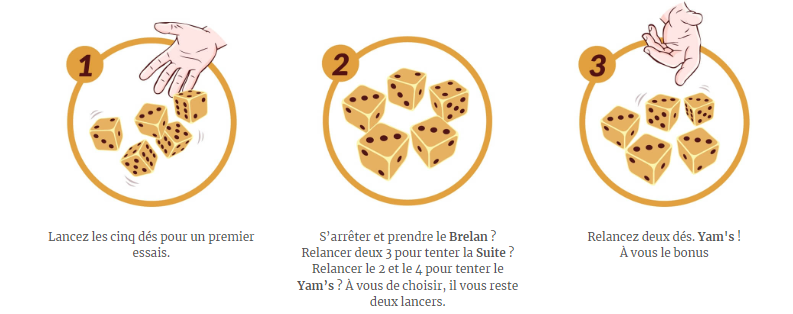 1
Lancez les cinq dés pour un premier
essais.
2
S'arrêter et prendre le Brelan ?
Relancer deux 3 pour tenter la Suite ?
Relancer le 2 et le 4 pour tenter le
Yam's ? À vous de choisir, il vous reste
deux lancers.
3
Relancez deux dés. Yam's !
À vous le bonus